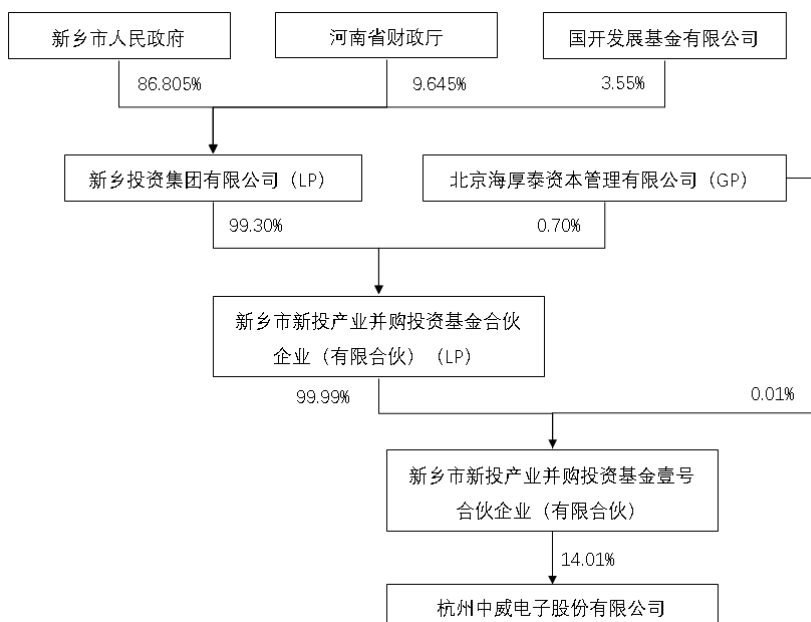 新乡市人民政府
河南省财政厅
国开发展基金有限公司
86.805%
9.645%
3.55%
新乡投资集团有限公司（LP）
北京海厚泰资本管理有限公司（GP）
99.30%
0.70%
新乡市新投产业并购投资基金合伙
企业（有限合伙）（LP）
99.99%
0.01%
新乡市新投产业并购投资基金壹号
合伙企业（有限合伙）
14.01%
杭州中威电子股份有限公司